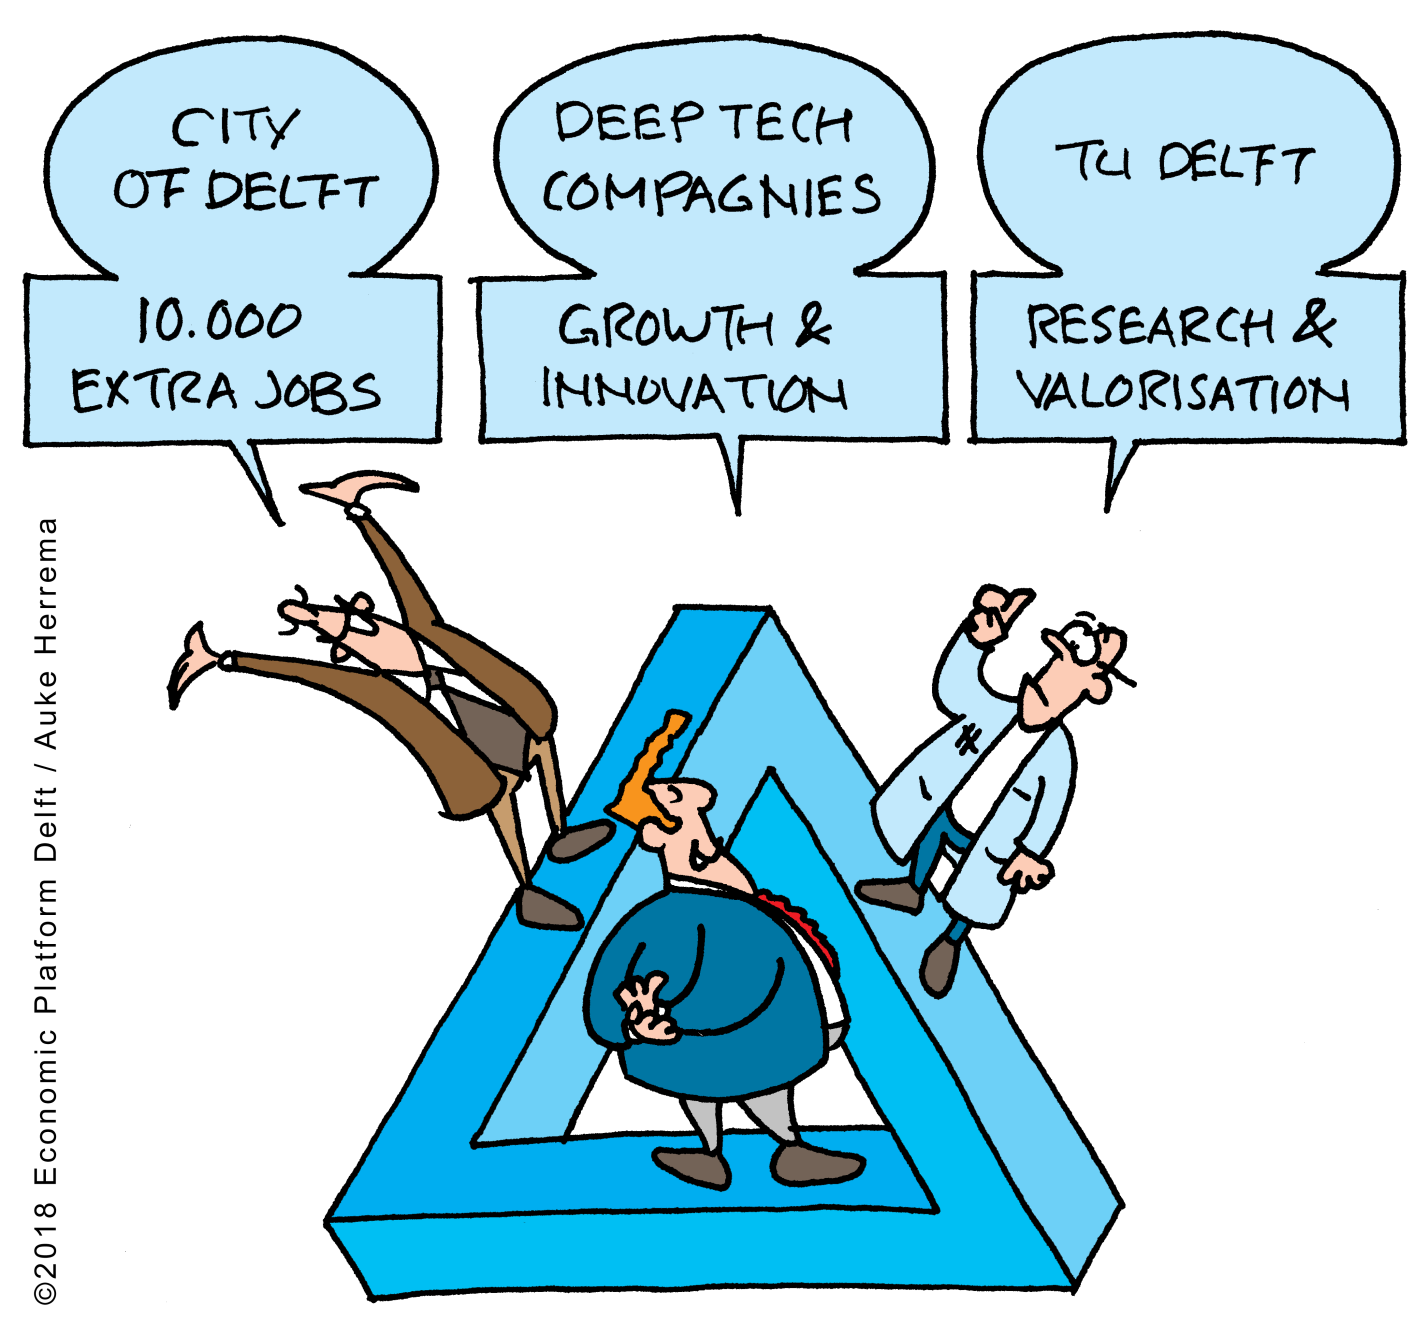 CITY
OF DELFT
10.000
EXTRA JOBS
DEEP TECH
COMPAGNIES
GROWTH &
INNOVATION
TU DELFT
RESEARCH &
VALORISATION
©2018 Economic Platform Delft / Auke Herrema